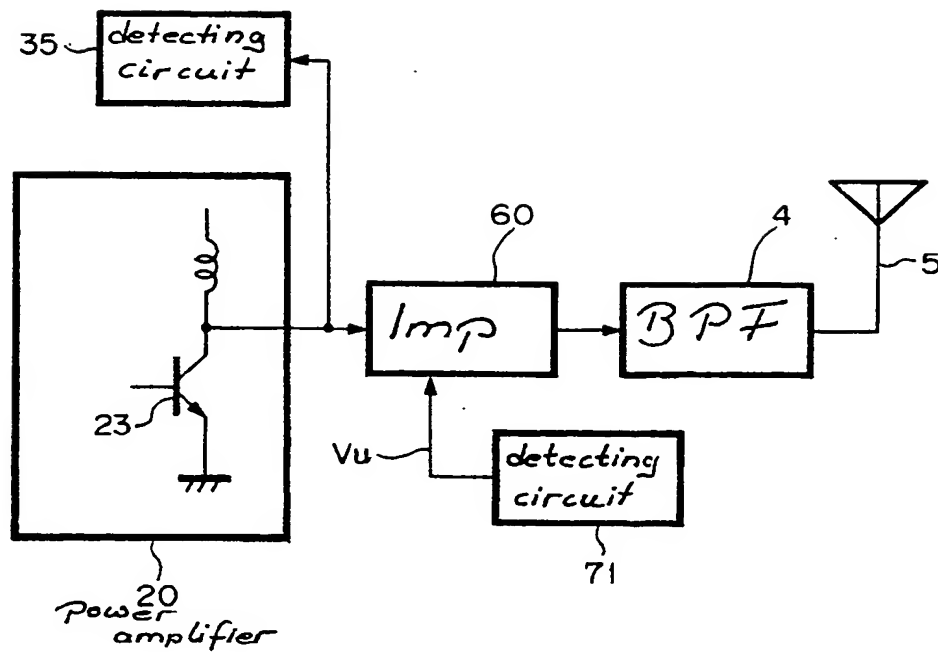 35
detecting
circuit
60
4
5
Imp
BPF
23
Vu
detecting
circuit
71
20
power
amplifier